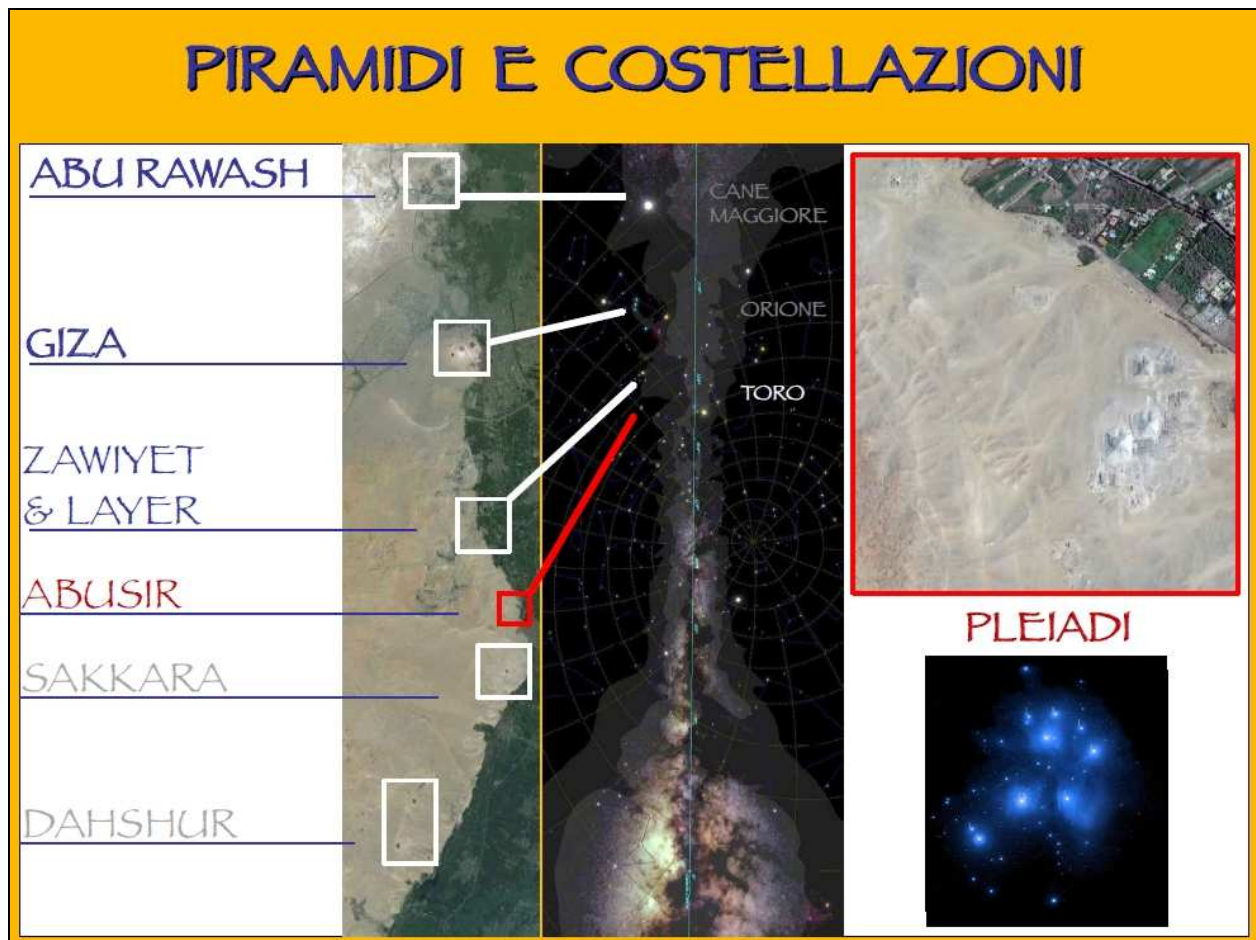 PIRAMIDI E COSTELLAZIONI
ABU RAWASH
GIZA
ZAWIYET
& LAYER
ABUSIR
SAKKARA
DAHSHUR
CANE
MAGGIORE
ORIONE
TORO
PLEIADI